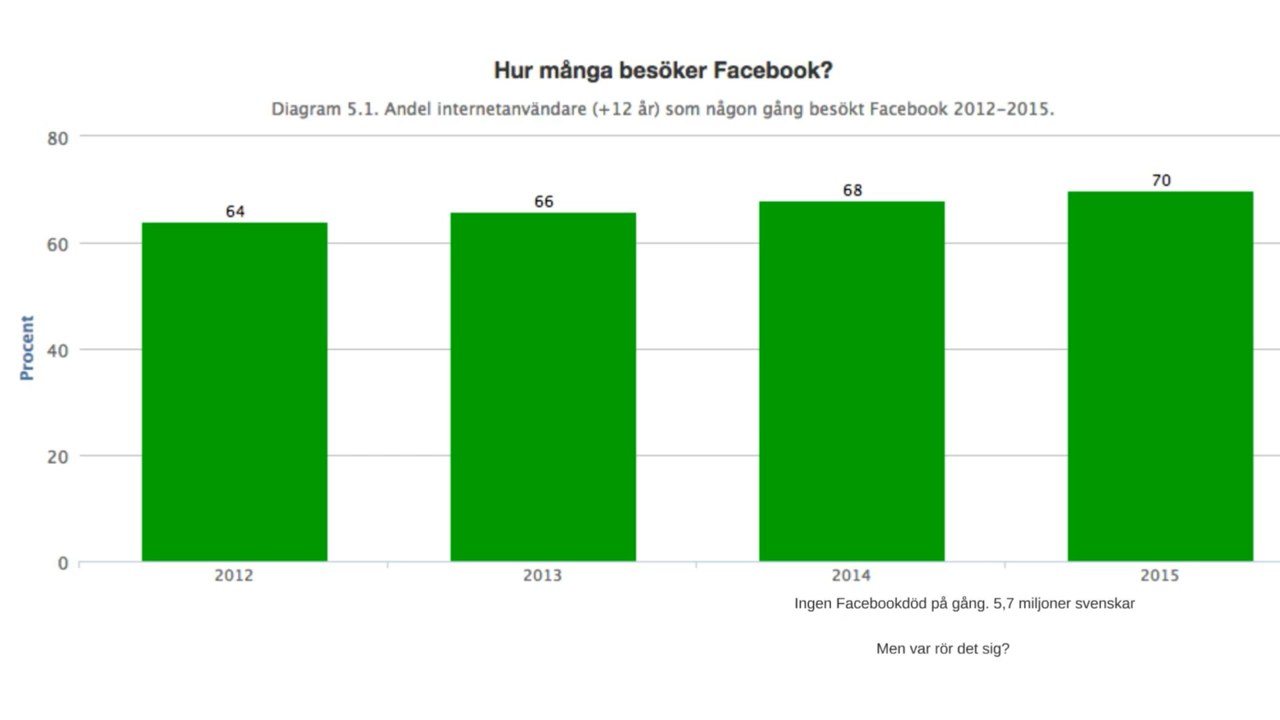 Hur många besöker Facebook?
Diagram 5.1. Andel internetanvändare (+12 år) som någon gång besökt Facebook 2012–2015.
80
60
40
20
0
Procent
64
66
68
70
2012
2013
2014
2015
Ingen Facebookdöd på gång. 5,7 miljoner svenskar
Men var rör det sig?